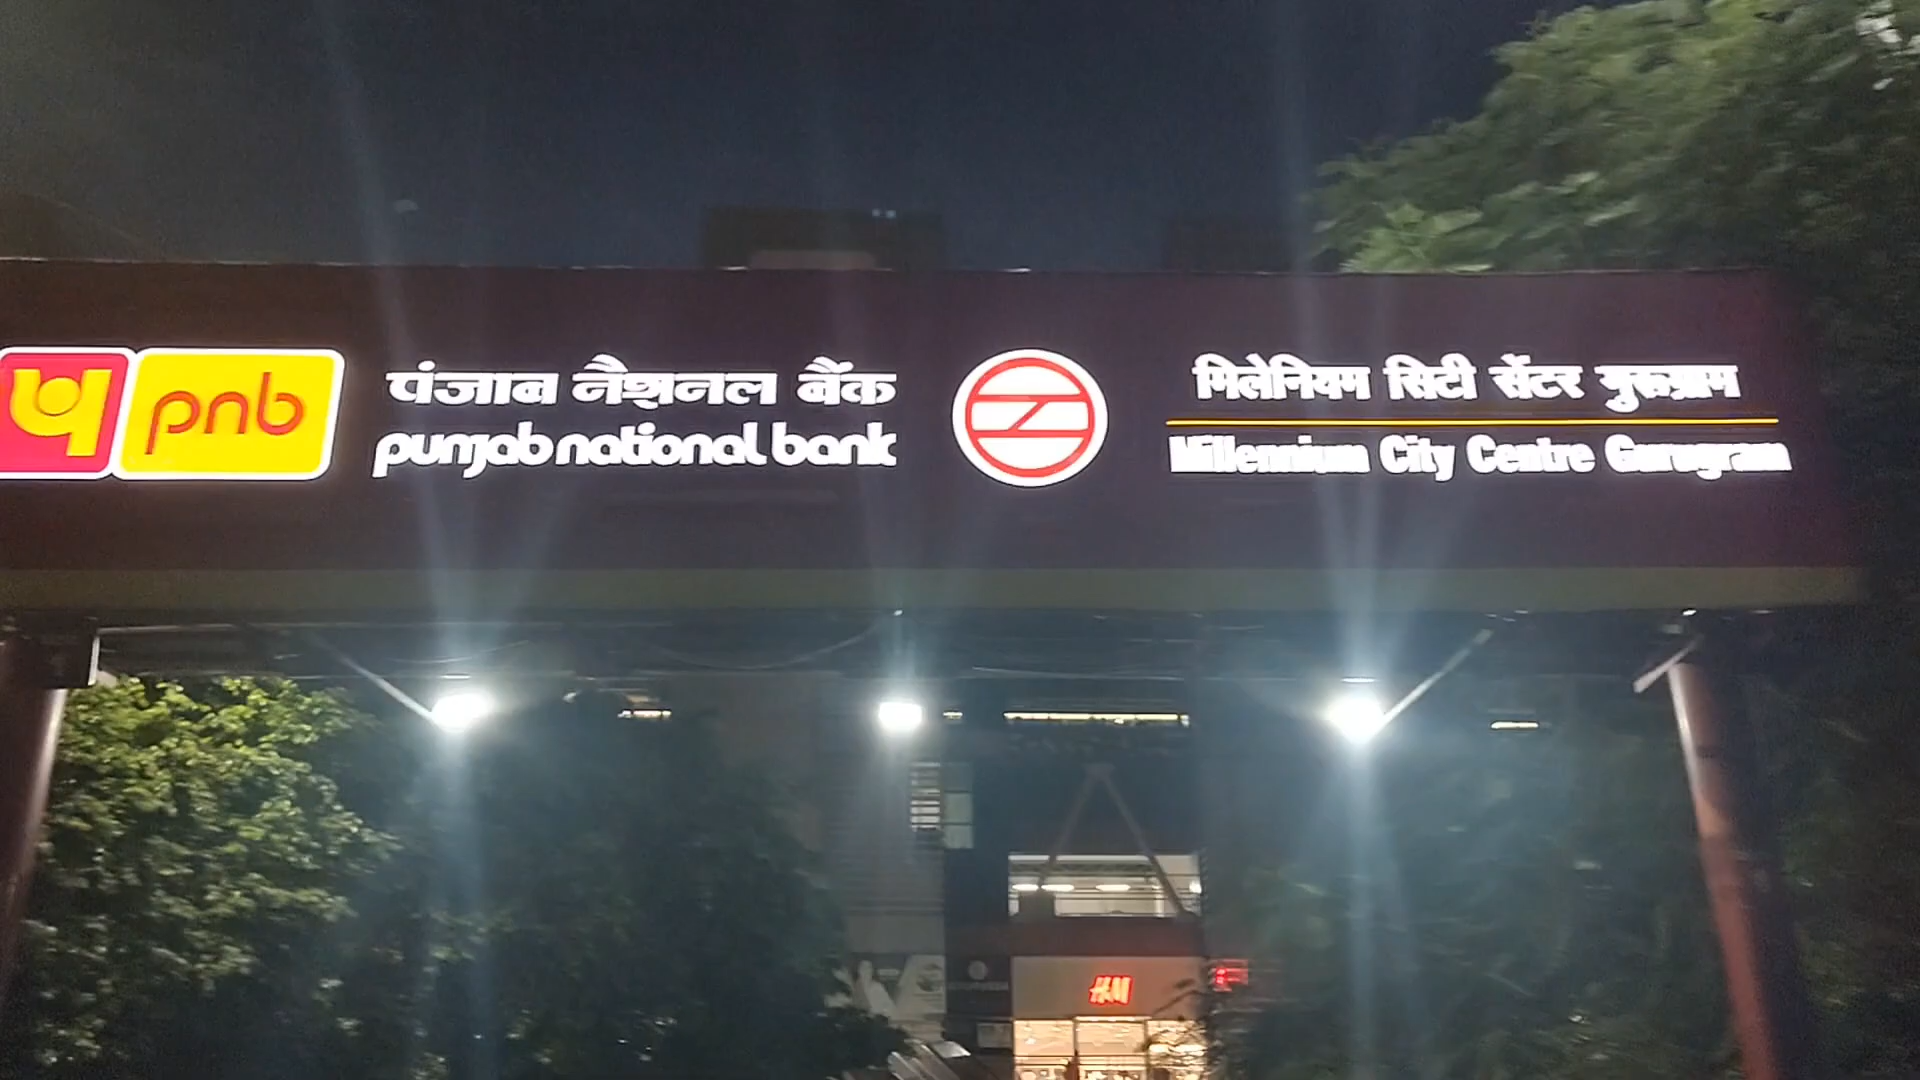 प pnb
पंजाब नैशनल बैंक
punjab national bank
मिलेनियम सिटी सेंटर गुरुग्राम
Millennium City Centre Gurugram
H&M